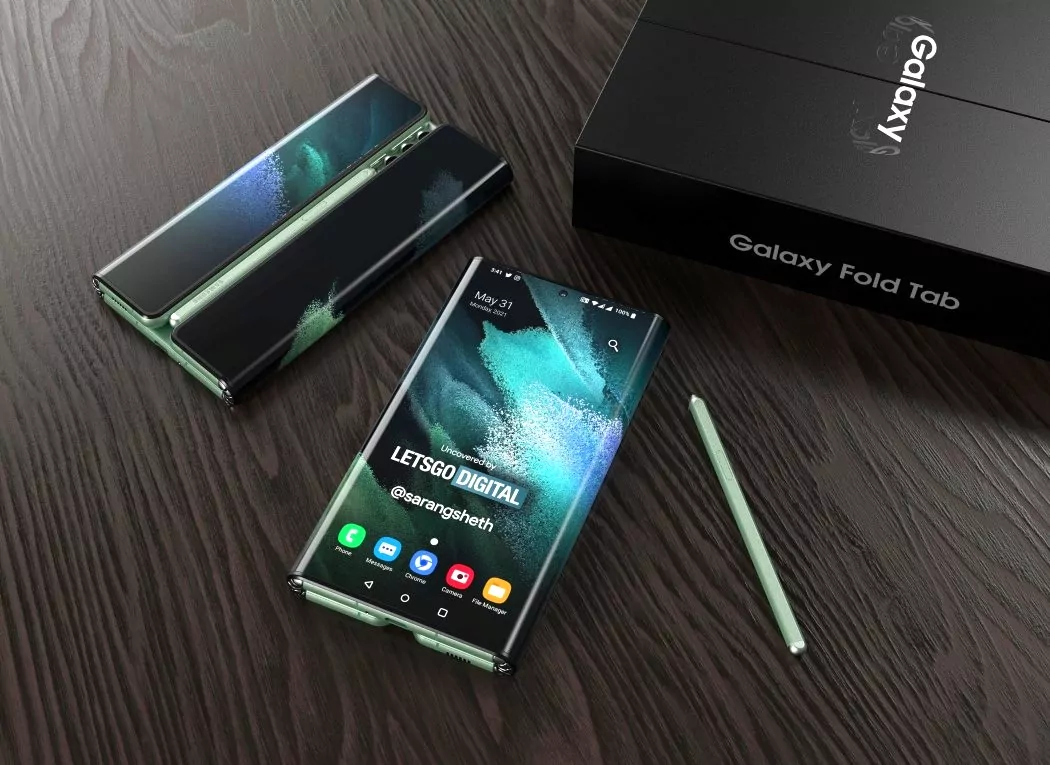 Galaxy
Galaxy Fold Tab
3:41
100%
May 31
Monday, 2021
Uncovered by
LETSGO DIGITAL
@sarangsheth
Phone
Messages
Chrome
Camera
File Manager